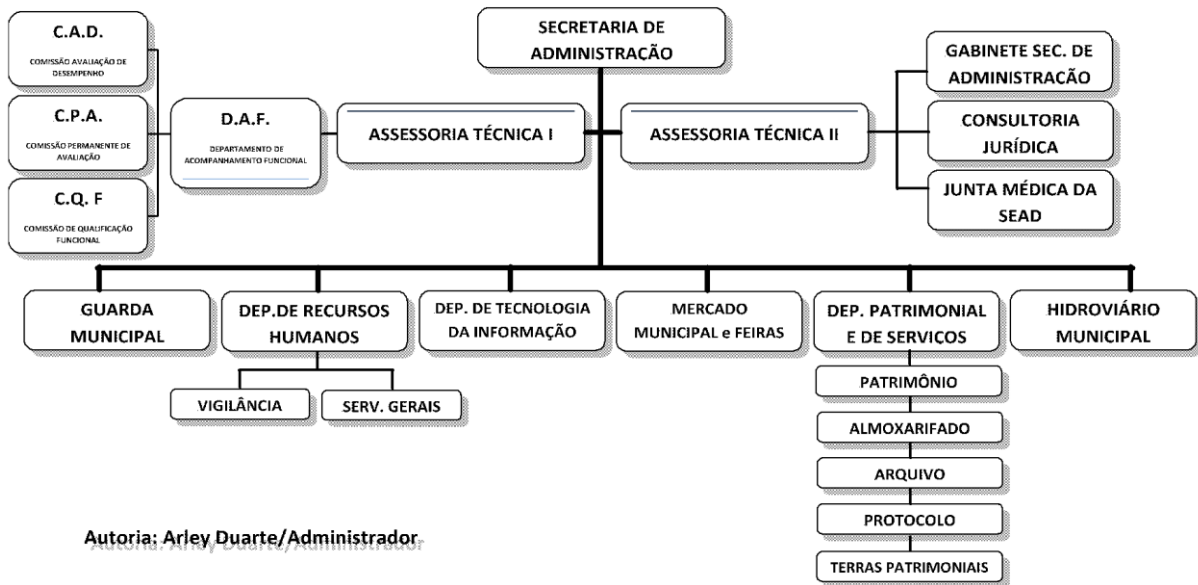 SECRETARIA DE
ADMINISTRAÇÃO
C.A.D.
COMISSÃO AVALIAÇÃO DE
DESEMPENHO
C.P.A.
COMISSÃO PERMANENTE DE
AVALIAÇÃO
C.Q. F
COMISSÃO DE QUALIFICAÇÃO
FUNCIONAL
D.A.F.
DEPARTAMENTO DE
ACOMPANHAMENTO FUNCIONAL
ASSESSORIA TÉCNICA I
ASSESSORIA TÉCNICA II
GABINETE SEC. DE
ADMINISTRAÇÃO
CONSULTORIA
JURÍDICA
JUNTA MÉDICA DA
SEAD
GUARDA
MUNICIPAL
DEP.DE RECURSOS
HUMANOS
DEP. DE TECNOLOGIA
DA INFORMAÇÃO
MERCADO
MUNICIPAL e FEIRAS
DEP. PATRIMONIAL
E DE SERVIÇOS
HIDROVIÁRIO
MUNICIPAL
VIGILÂNCIA
SERV. GERAIS
PATRIMÔNIO
ALMOXARIFADO
ARQUIVO
PROTOCOLO
TERRAS PATRIMONIAIS
Autoria: Arley Duarte/Administrador